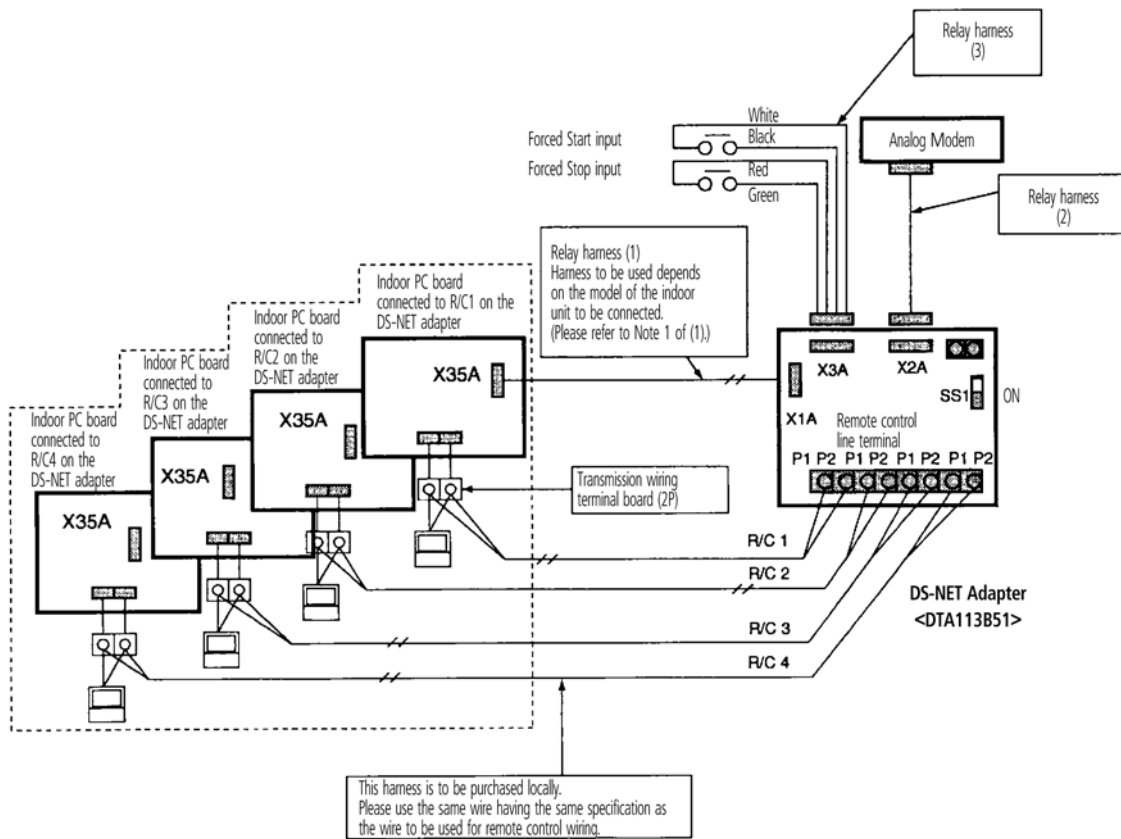 Relay harness
(3)
White
Black
Forced Start input
Forced Stop input
Red
Green
Analog Modem
Relay harness
(2)
Relay harness (1)
Harness to be used depends
on the model of the indoor
unit to be connected.
(Please refer to Note 1 of (1).)
Indoor PC board
connected to R/C1 on the
DS-NET adapter
Indoor PC board
connected to
R/C2 on the
DS-NET adapter
Indoor PC board
connected to
R/C3 on the
DS-NET adapter
Indoor PC board
connected to
R/C4 on the
DS-NET adapter
X35A
X35A
X35A
X35A
X3A
X2A
SS1
ON
X1A
Remote control
line terminal
P1 P2 P1 P2 P1 P2 P1 P2
Transmission wiring
terminal board (2P)
R/C 1
R/C 2
R/C 3
R/C 4
DS-NET Adapter
<DTA113B51>
This harness is to be purchased locally.
Please use the same wire having the same specification as
the wire to be used for remote control wiring.